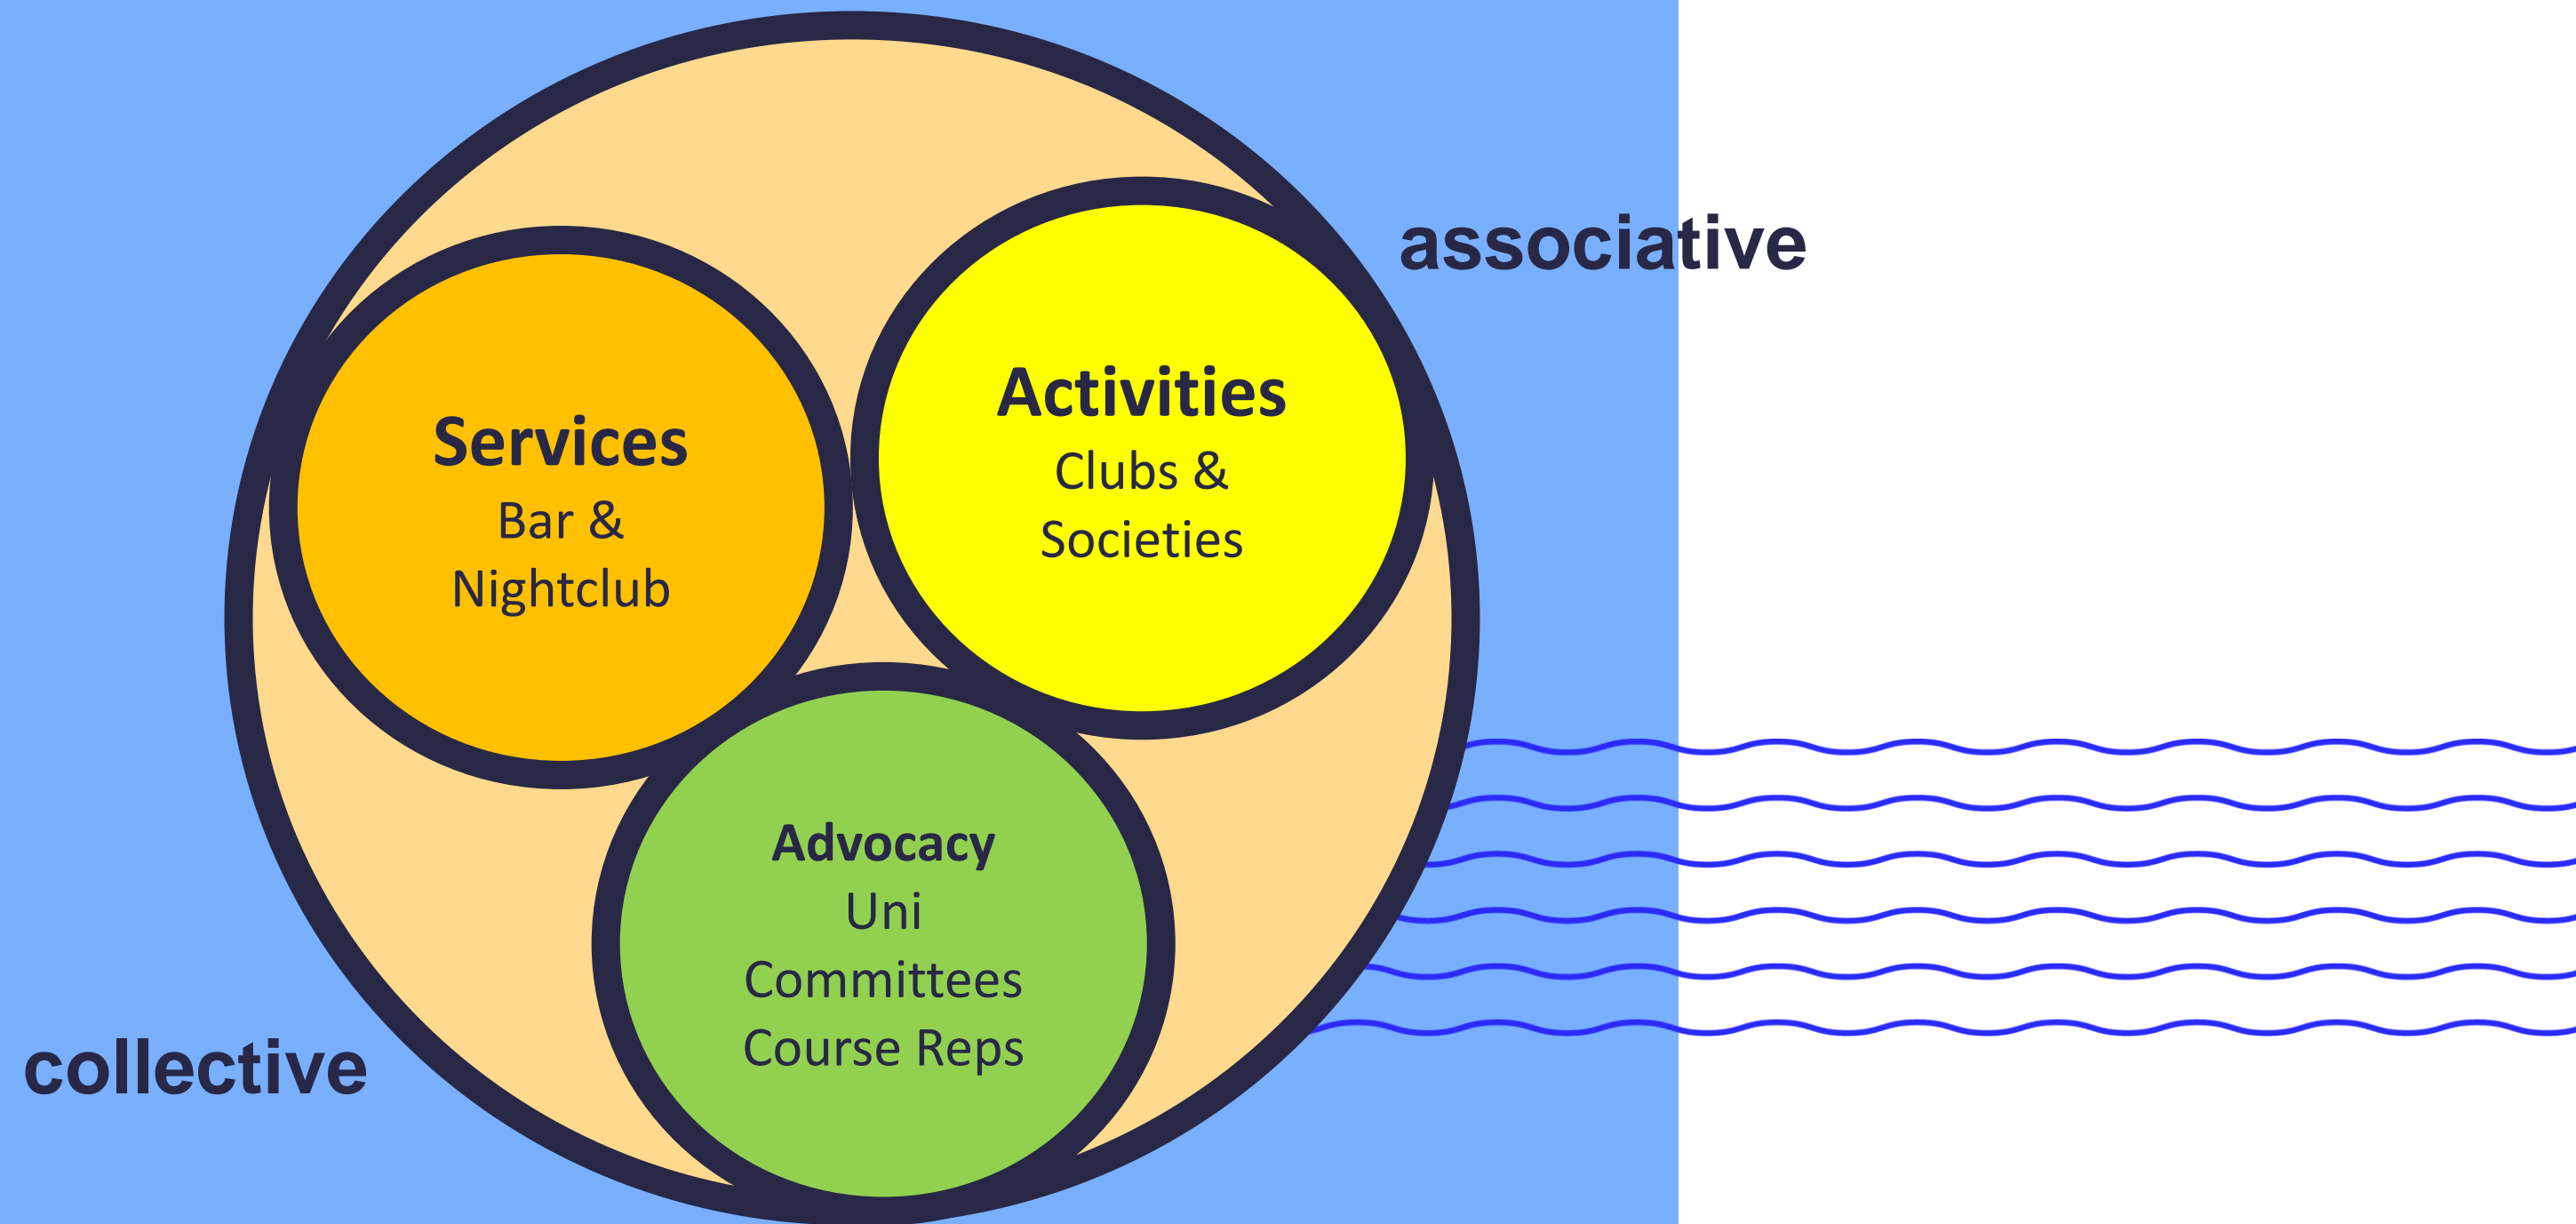 associative
Activities
Clubs &
Societies
Services
Bar &
Nightclub
Advocacy
Uni
Committees
Course Reps
collective